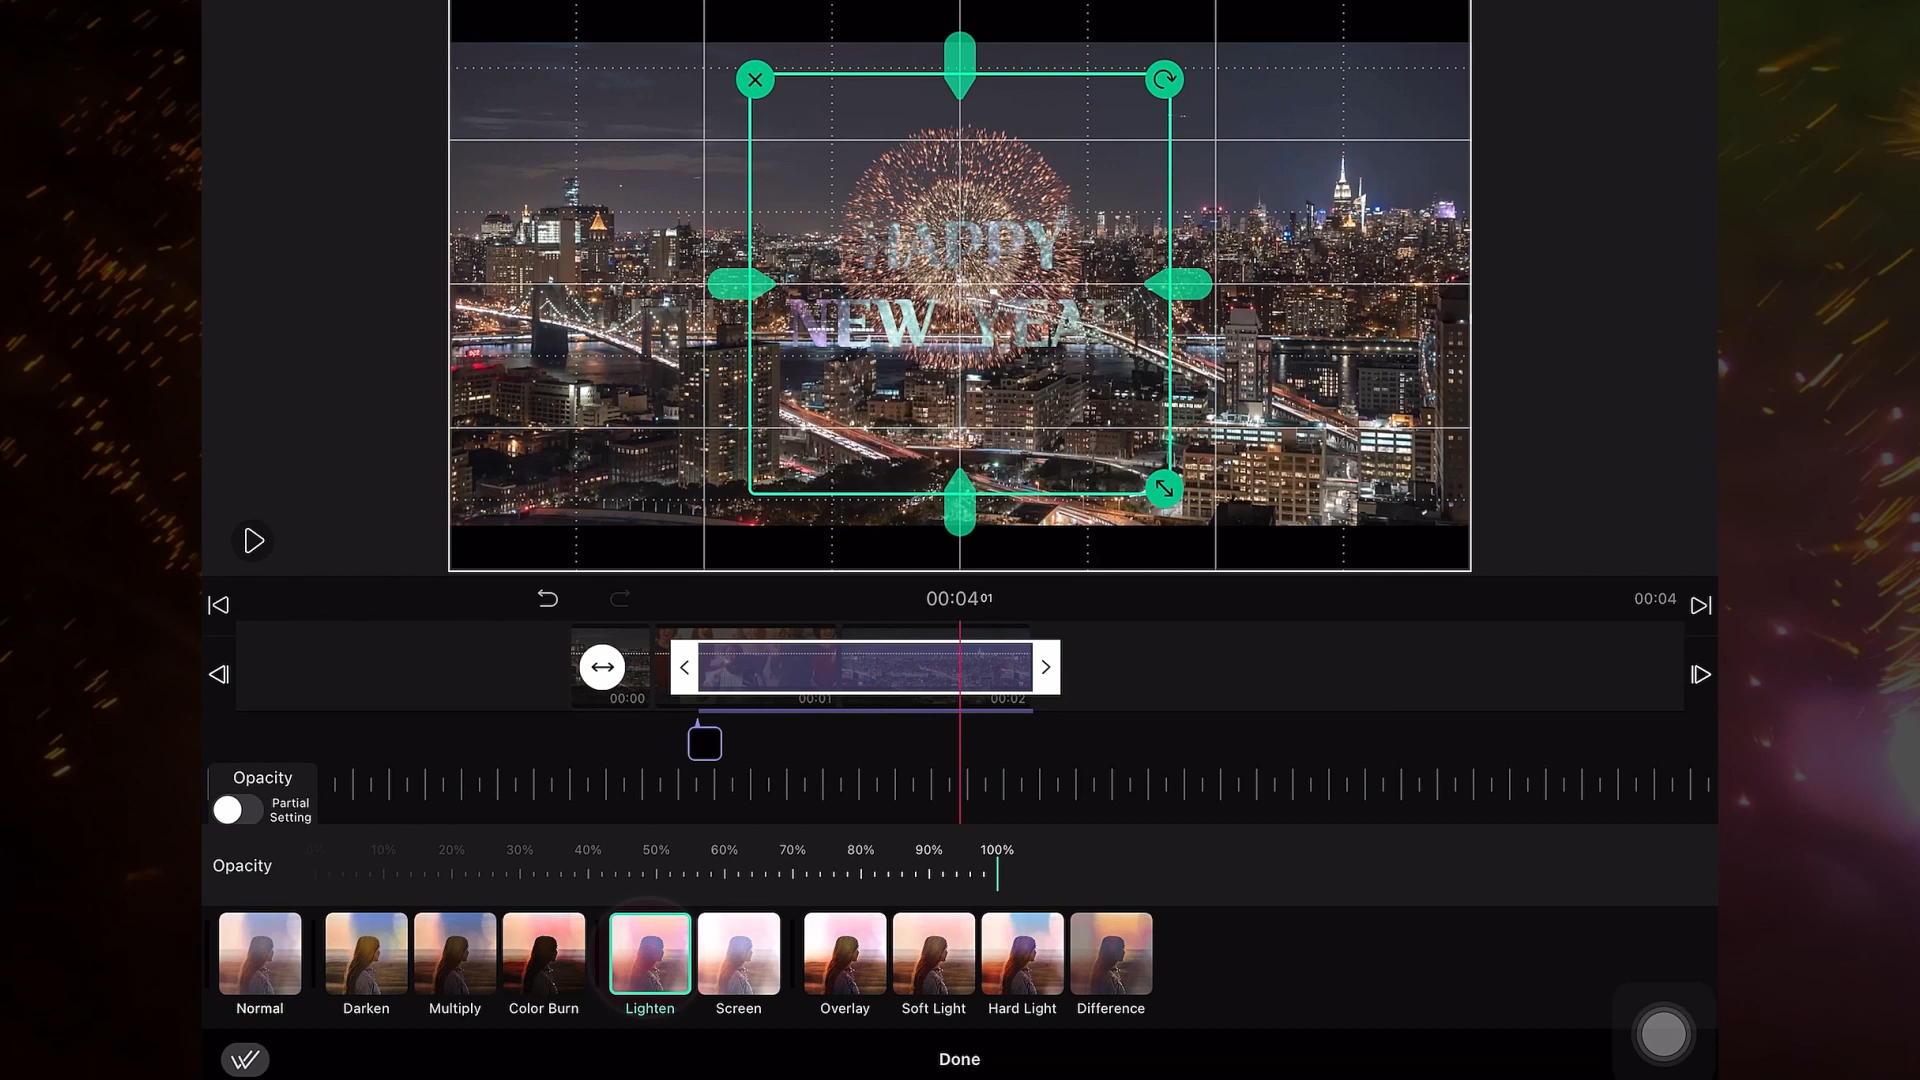 HAPPY
NEW YEA
00:04 01
00:04
00:00
00:01
00:02
Opacity
Partial
Setting
0% 10% 20% 30% 40% 50% 60% 70% 80% 90% 100%
Opacity
Normal Darken Multiply Color Burn Lighten Screen Overlay Soft Light Hard Light Difference
Done